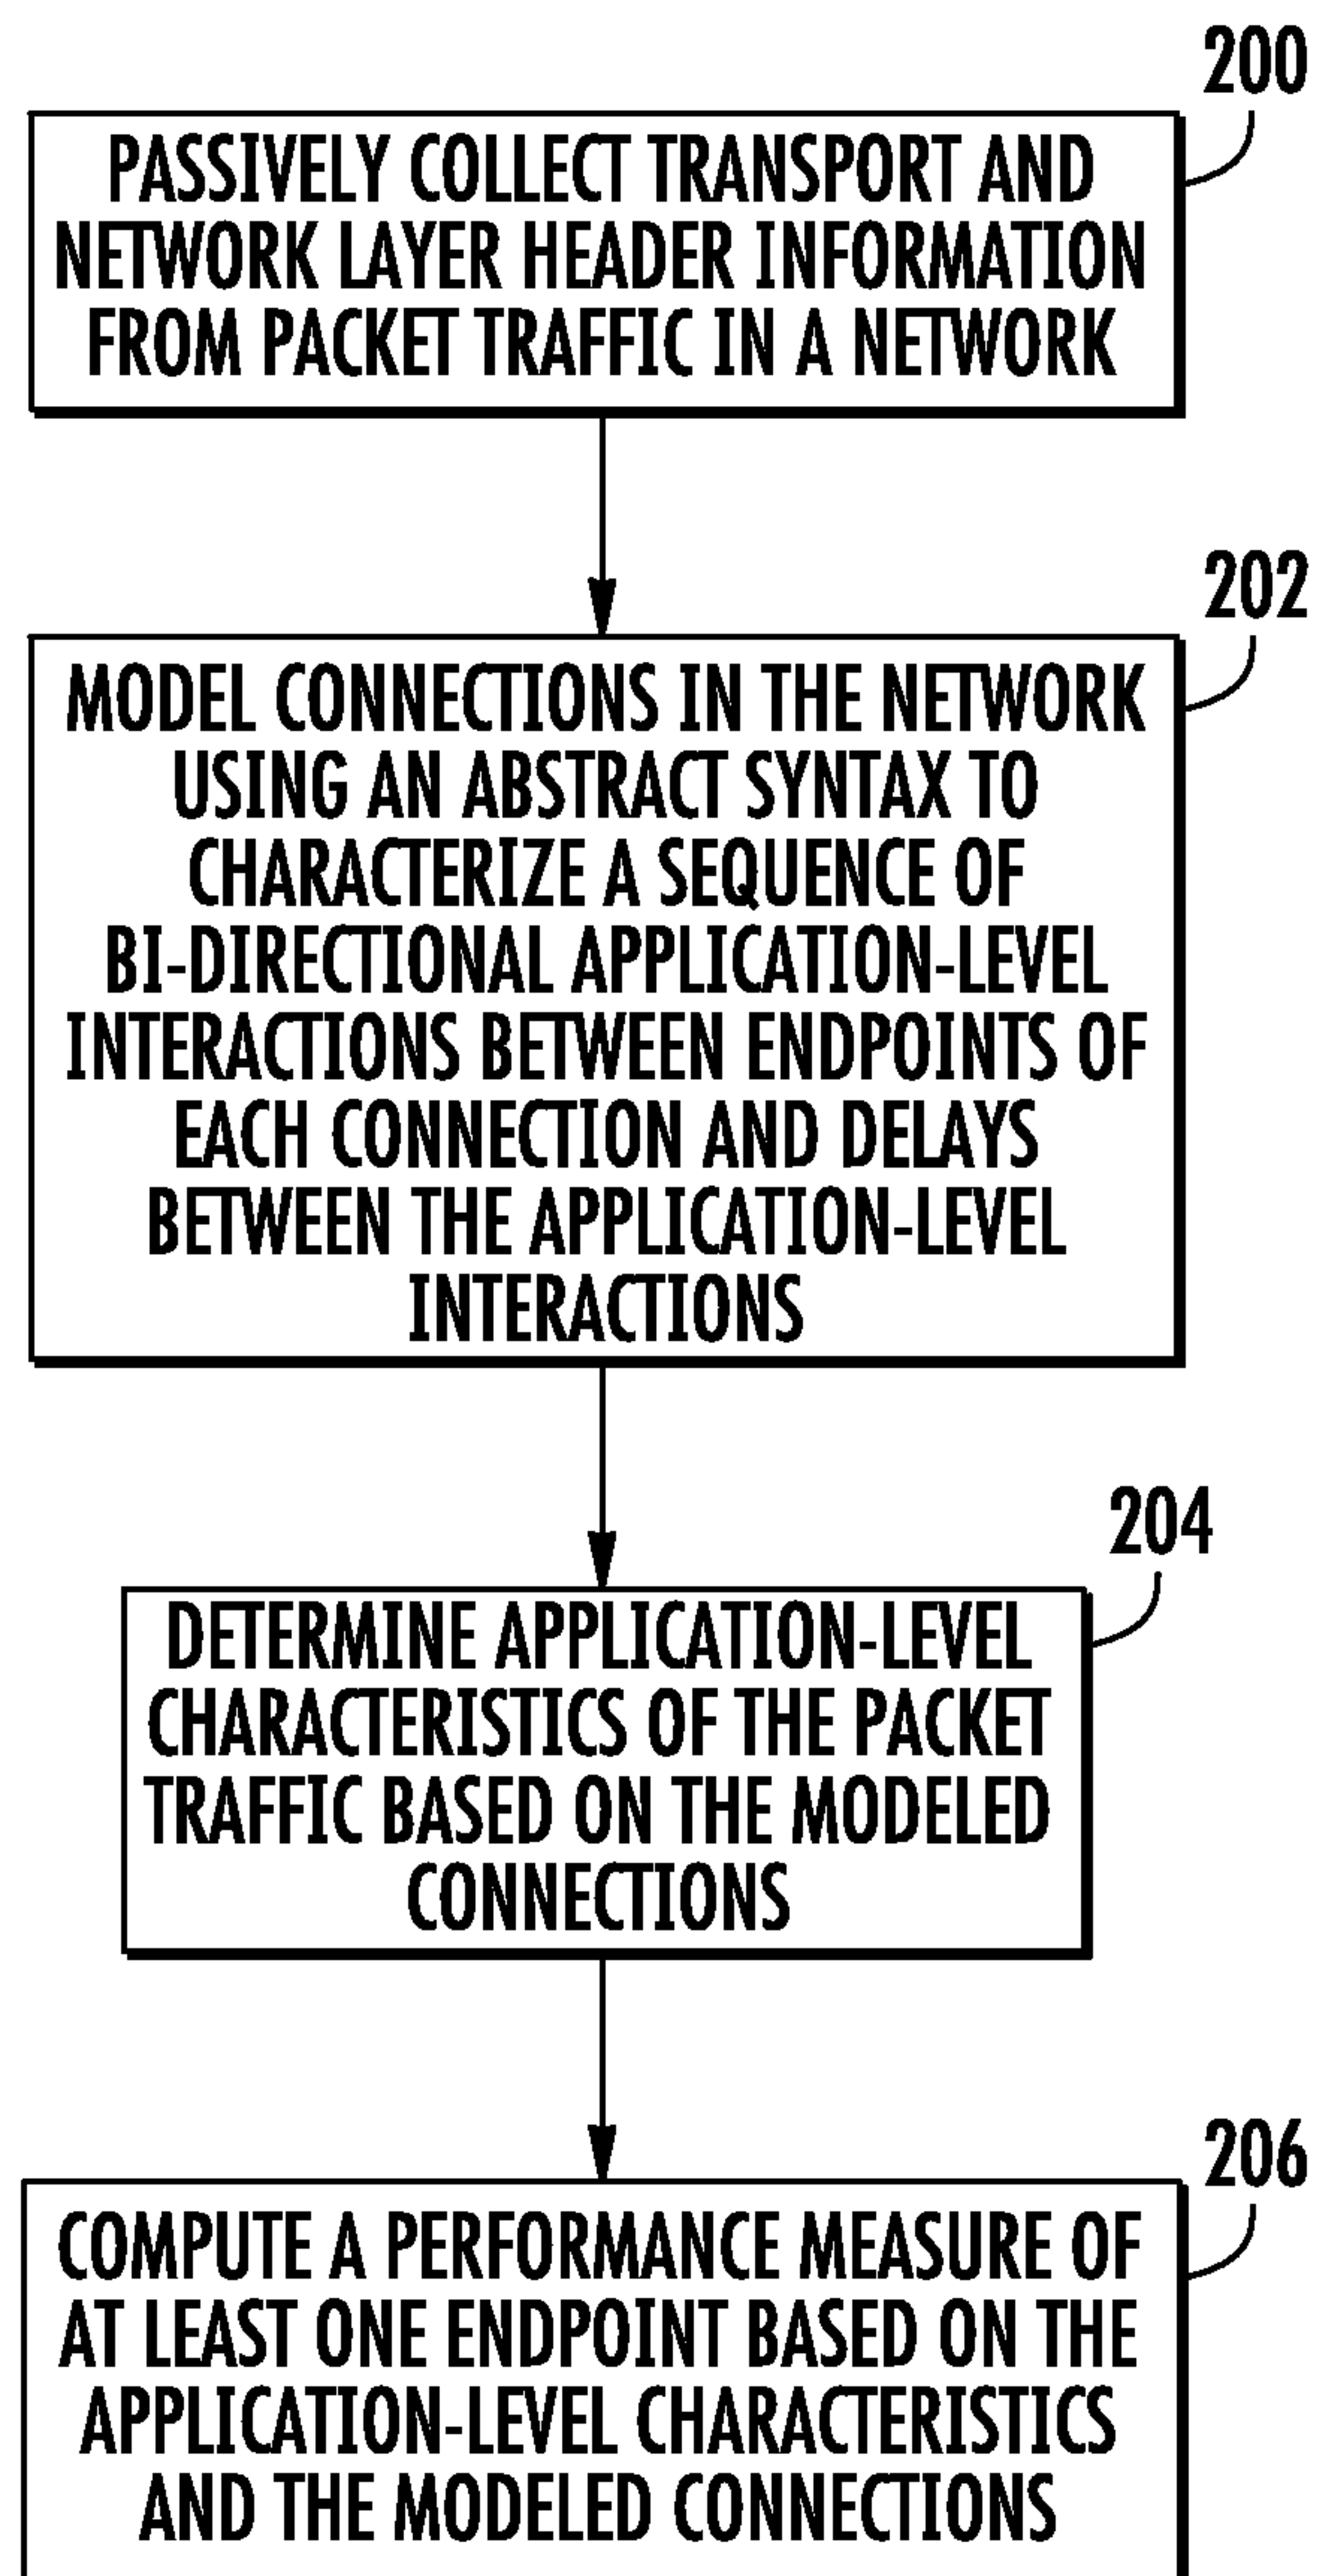 200
PASSIVELY COLLECT TRANSPORT AND
NETWORK LAYER HEADER INFORMATION
FROM PACKET TRAFFIC IN A NETWORK
202
MODEL CONNECTIONS IN THE NETWORK
USING AN ABSTRACT SYNTAX TO
CHARACTERIZE A SEQUENCE OF
BI-DIRECTIONAL APPLICATION-LEVEL
INTERACTIONS BETWEEN ENDPOINTS OF
EACH CONNECTION AND DELAYS
BETWEEN THE APPLICATION-LEVEL
INTERACTIONS
204
DETERMINE APPLICATION-LEVEL
CHARACTERISTICS OF THE PACKET
TRAFFIC BASED ON THE MODELED
CONNECTIONS
206
COMPUTE A PERFORMANCE MEASURE OF
AT LEAST ONE ENDPOINT BASED ON THE
APPLICATION-LEVEL CHARACTERISTICS
AND THE MODELED CONNECTIONS